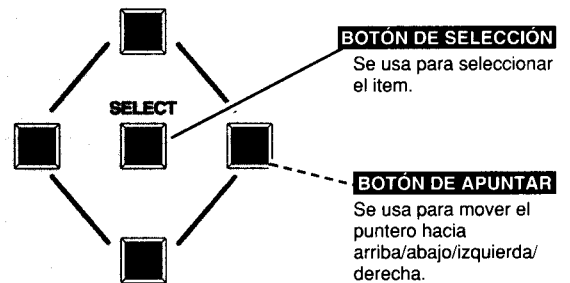 BOTÓN DE SELECCIÓN
Se usa para seleccionar
el item.
SELECT
BOTÓN DE APUNTAR
Se usa para mover el
puntero hacia
arriba/abajo/izquierda/
derecha.